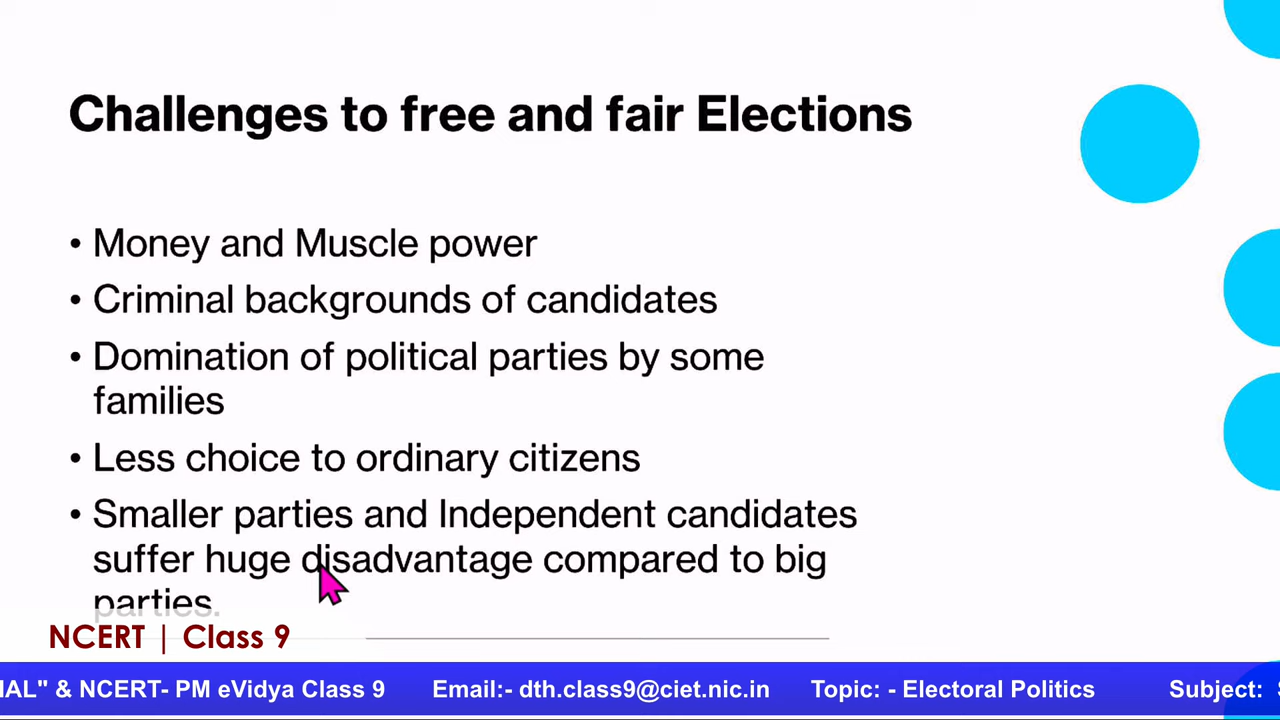 Challenges to free and fair Elections
• Money and Muscle power
• Criminal backgrounds of candidates
• Domination of political parties by some
families
• Less choice to ordinary citizens
• Smaller parties and Independent candidates
suffer huge disadvantage compared to big
parties.
NCERT | Class 9
IAL" & NCERT- PM eVidya Class 9 Email:- dth.class9@ciet.nic.in Topic: - Electoral Politics Subject: